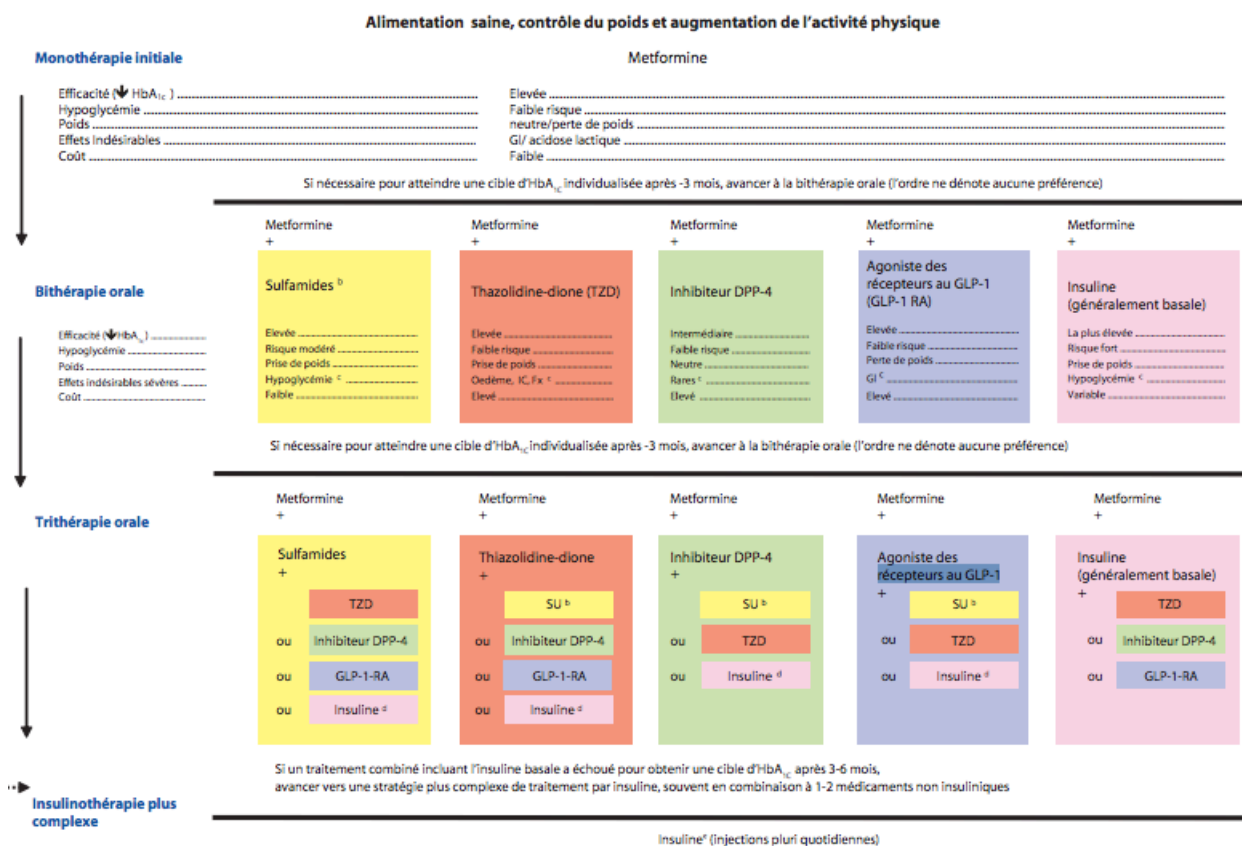 Alimentation saine, contrôle du poids et augmentation de l'activité physique
Monothérapie initiale
Metformine
Efficacité (↓ HbA1c)
Elevée
Hypoglycémie
Faible risque
Poids
neutre/perte de poids
Effets Indésirables
GI/ acidose lactique
Coût
Faible
Si nécessaire pour atteindre une cible d'HbA1C individualisée après -3 mois, avancer à la bithérapie orale (l'ordre ne dénote aucune préférence)
Bithérapie orale
Efficacité (↓HbA1c)
Hypoglycémie
Poids
Effets indésirables sévères
Coût
Metformine
+
Sulfamides b
Elevée
Risque modéré
Prise de poids
Hypoglycémie c
Faible
Metformine
+
Thazolidine-dione (TZD)
Elevée
Faible risque
Prise de poids
Oedème, IC, Fx c
Elevé
Metformine
+
Inhibiteur DPP-4
Intermédiaire
Faible risque
Neutre
Rares c
Elevé
Metformine
+
Agoniste des
récepteurs au GLP-1
(GLP-1 RA)
Elevée
Faible risque
Perte de poids
GI C
Elevé
Metformine
+
Insuline
(généralement basale)
La plus élevée
Risque fort
Prise de poids
Hypoglycémie c
Variable
Si nécessaire pour atteindre une cible d'HbA1C individualisée après -3 mois, avancer à la bithérapie orale (l'ordre ne dénote aucune préférence)
Trithérapie orale
Metformine
+
Sulfamides
+
TZD
ou Inhibiteur DPP-4
ou GLP-1-RA
ou Insuline d
Metformine
+
Thiazolidine-dione
+
SU b
ou Inhibiteur DPP-4
ou GLP-1-RA
ou Insuline d
Metformine
+
Inhibiteur DPP-4
+
SU b
ou TZD
ou Insuline d
Metformine
+
Agoniste des
récepteurs au GLP-1
+
SU b
ou TZD
ou Insuline d
Metformine
+
Insuline
(généralement basale)
+
TZD
ou Inhibiteur DPP-4
ou GLP-1-RA
Si un traitement combiné incluant l'insuline basale a échoué pour obtenir une cible d'HbA1C après 3-6 mois,
avancer vers une stratégie plus complexe de traitement par insuline, souvent en combinaison à 1-2 médicaments non insuliniques
Insulinothérapie plus
complexe
Insuline e (injections pluri quotidiennes)